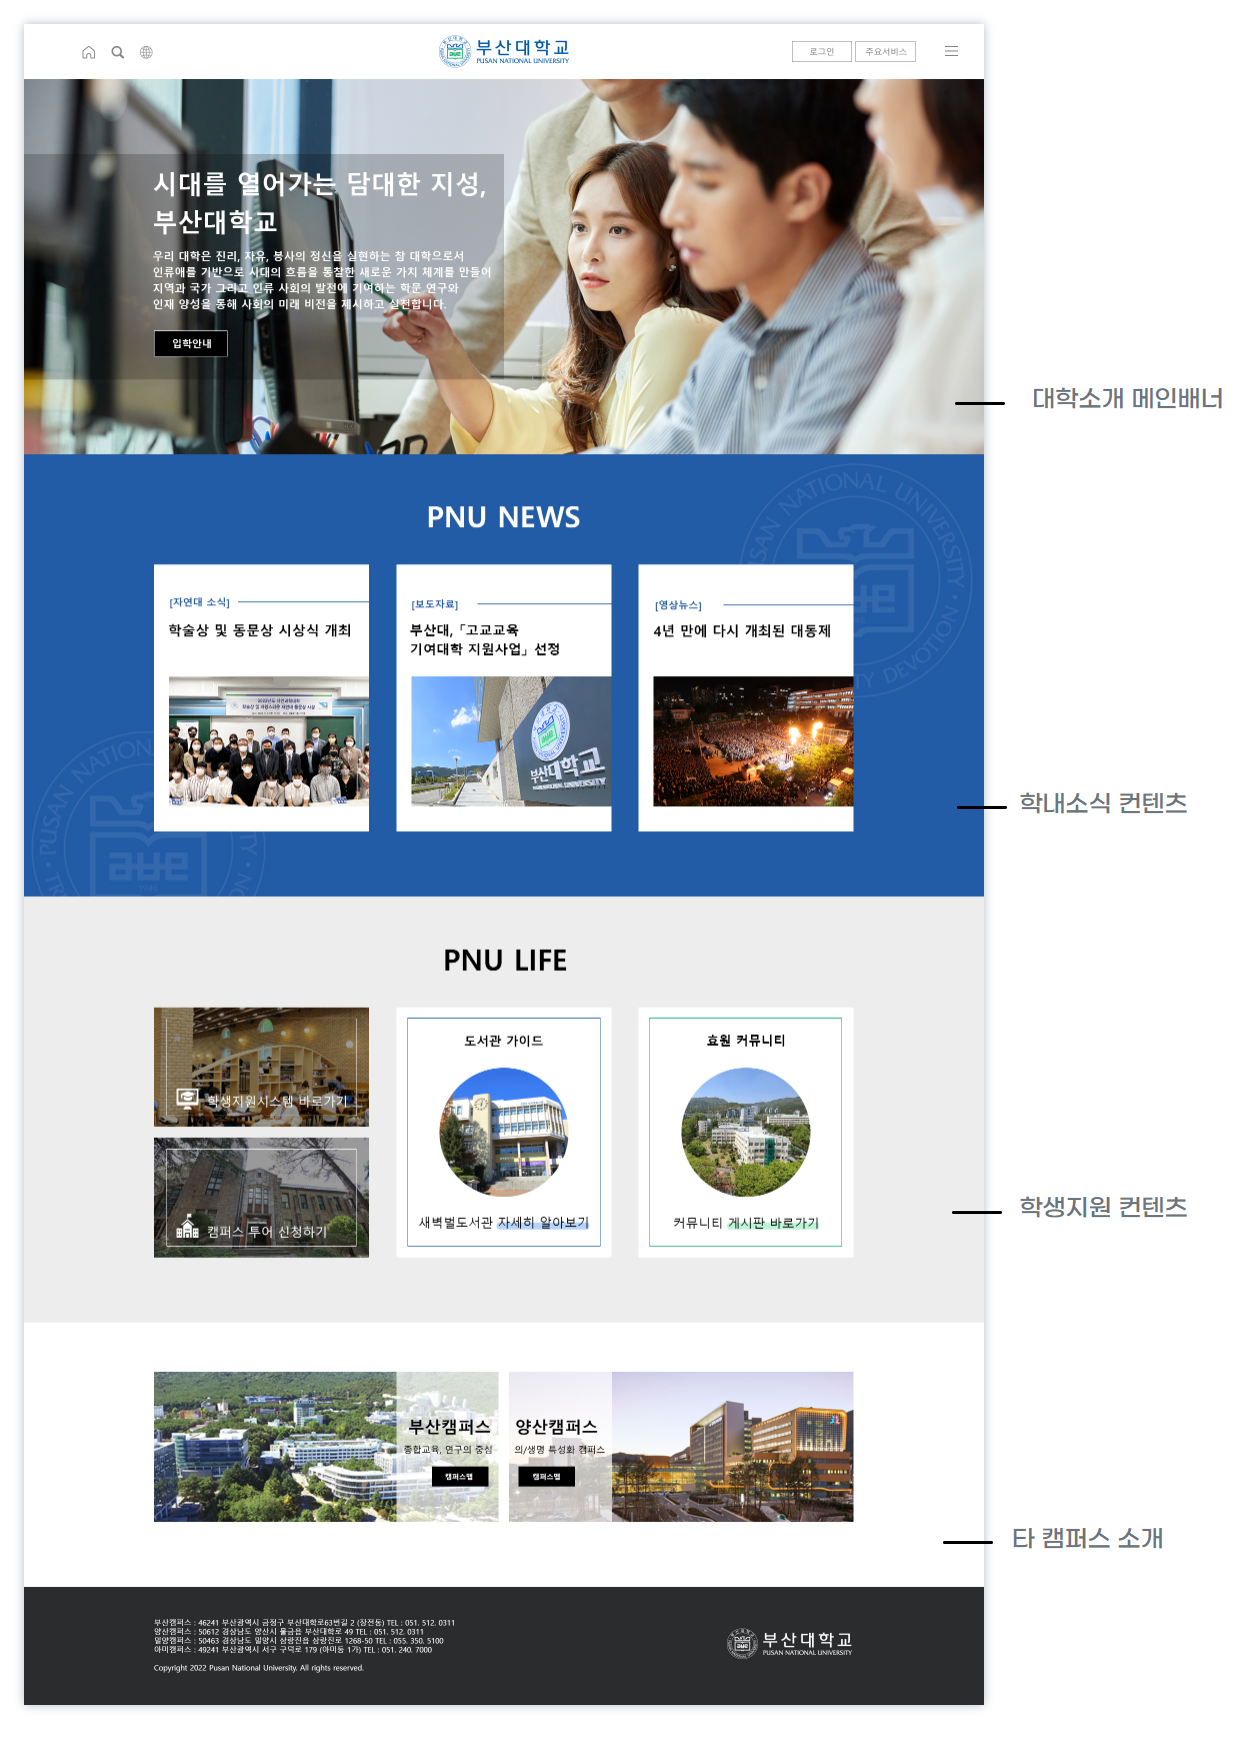 부산대학교
PUSAN NATIONAL UNIVERSITY
로그인
주요서비스
시대를 열어가는 담대한 지성,
부산대학교
우리 대학은 진리, 자유, 봉사의 정신을 실현하는 참 대학으로서
인류애를 기반으로 시대의 흐름을 통찰한 새로운 가치 체계를 만들어
지역과 국가 그리고 인류 사회의 발전에 기여하는 학문 연구와
인재 양성을 통해 사회의 미래 비전을 제시하고 실천합니다.
입학안내
대학소개 메인배너
PNU NEWS
[자연대 소식]
학술상 및 동문상 시상식 개최
[보도자료]
부산대, 「고교교육
기여대학 지원사업」 선정
부산대학교
[영상뉴스]
4년 만에 다시 개최된 대동제
학내소식 컨텐츠
PNU LIFE
학생지원시스템 바로가기
캠퍼스 투어 신청하기
도서관 가이드
새벽벌도서관 자세히 알아보기
효원 커뮤니티
커뮤니티 게시판 바로가기
학생지원 컨텐츠
부산캠퍼스
종합교육, 연구의 중심
캠퍼스맵
양산캠퍼스
의/생명 특성화 캠퍼스
캠퍼스맵
타 캠퍼스 소개
부산캠퍼스 : 46241 부산광역시 금정구 부산대학로63번길 2 (장전동) TEL : 051. 512. 0311
양산캠퍼스 : 50612 경상남도 양산시 물금읍 부산대학로 49 TEL : 051. 512. 0311
밀양캠퍼스 : 50463 경상남도 밀양시 삼랑진읍 삼랑진로 1268-50 TEL : 055. 350. 5100
아미캠퍼스 : 49241 부산광역시 서구 구덕로 179 (아미동 1가) TEL : 051. 240. 7000
Copyright 2022 Pusan National University. All rights reserved.
부산대학교
PUSAN NATIONAL UNIVERSITY